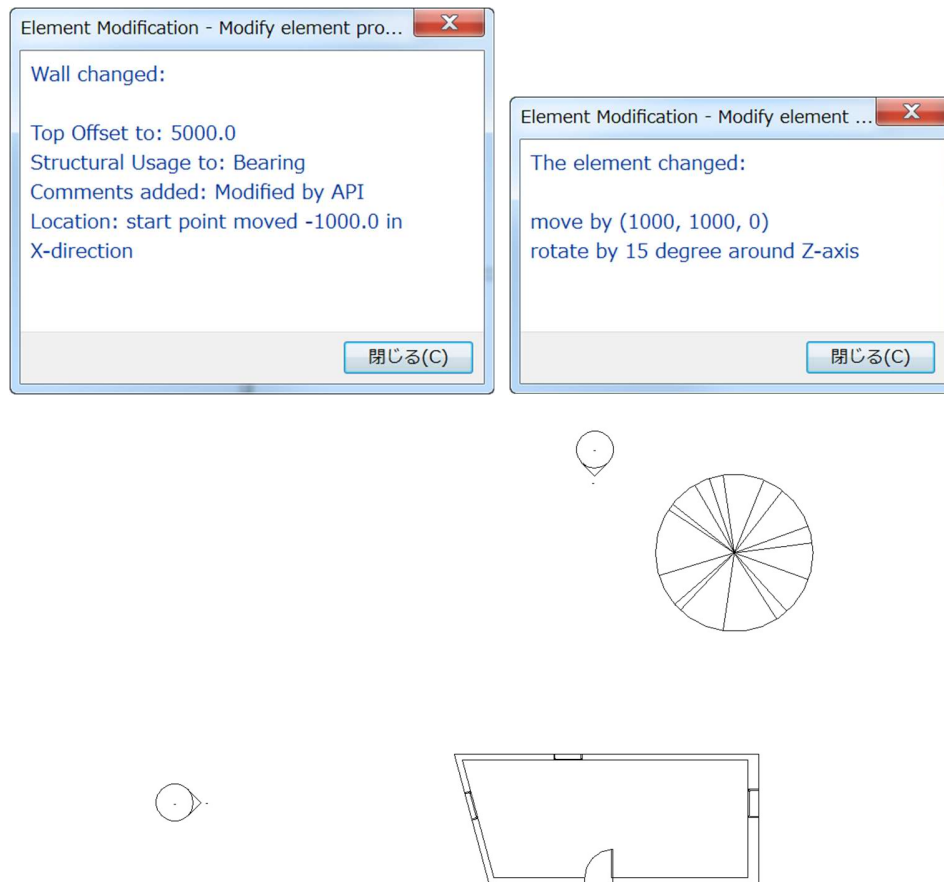 Element Modification - Modify element pro...
Wall changed:
Top Offset to: 5000.0
Structural Usage to: Bearing
Comments added: Modified by API
Location: start point moved -1000.0 in
X-direction
閉じる(C)
Element Modification - Modify element ...
The element changed:
move by (1000, 1000, 0)
rotate by 15 degree around Z-axis
閉じる(C)